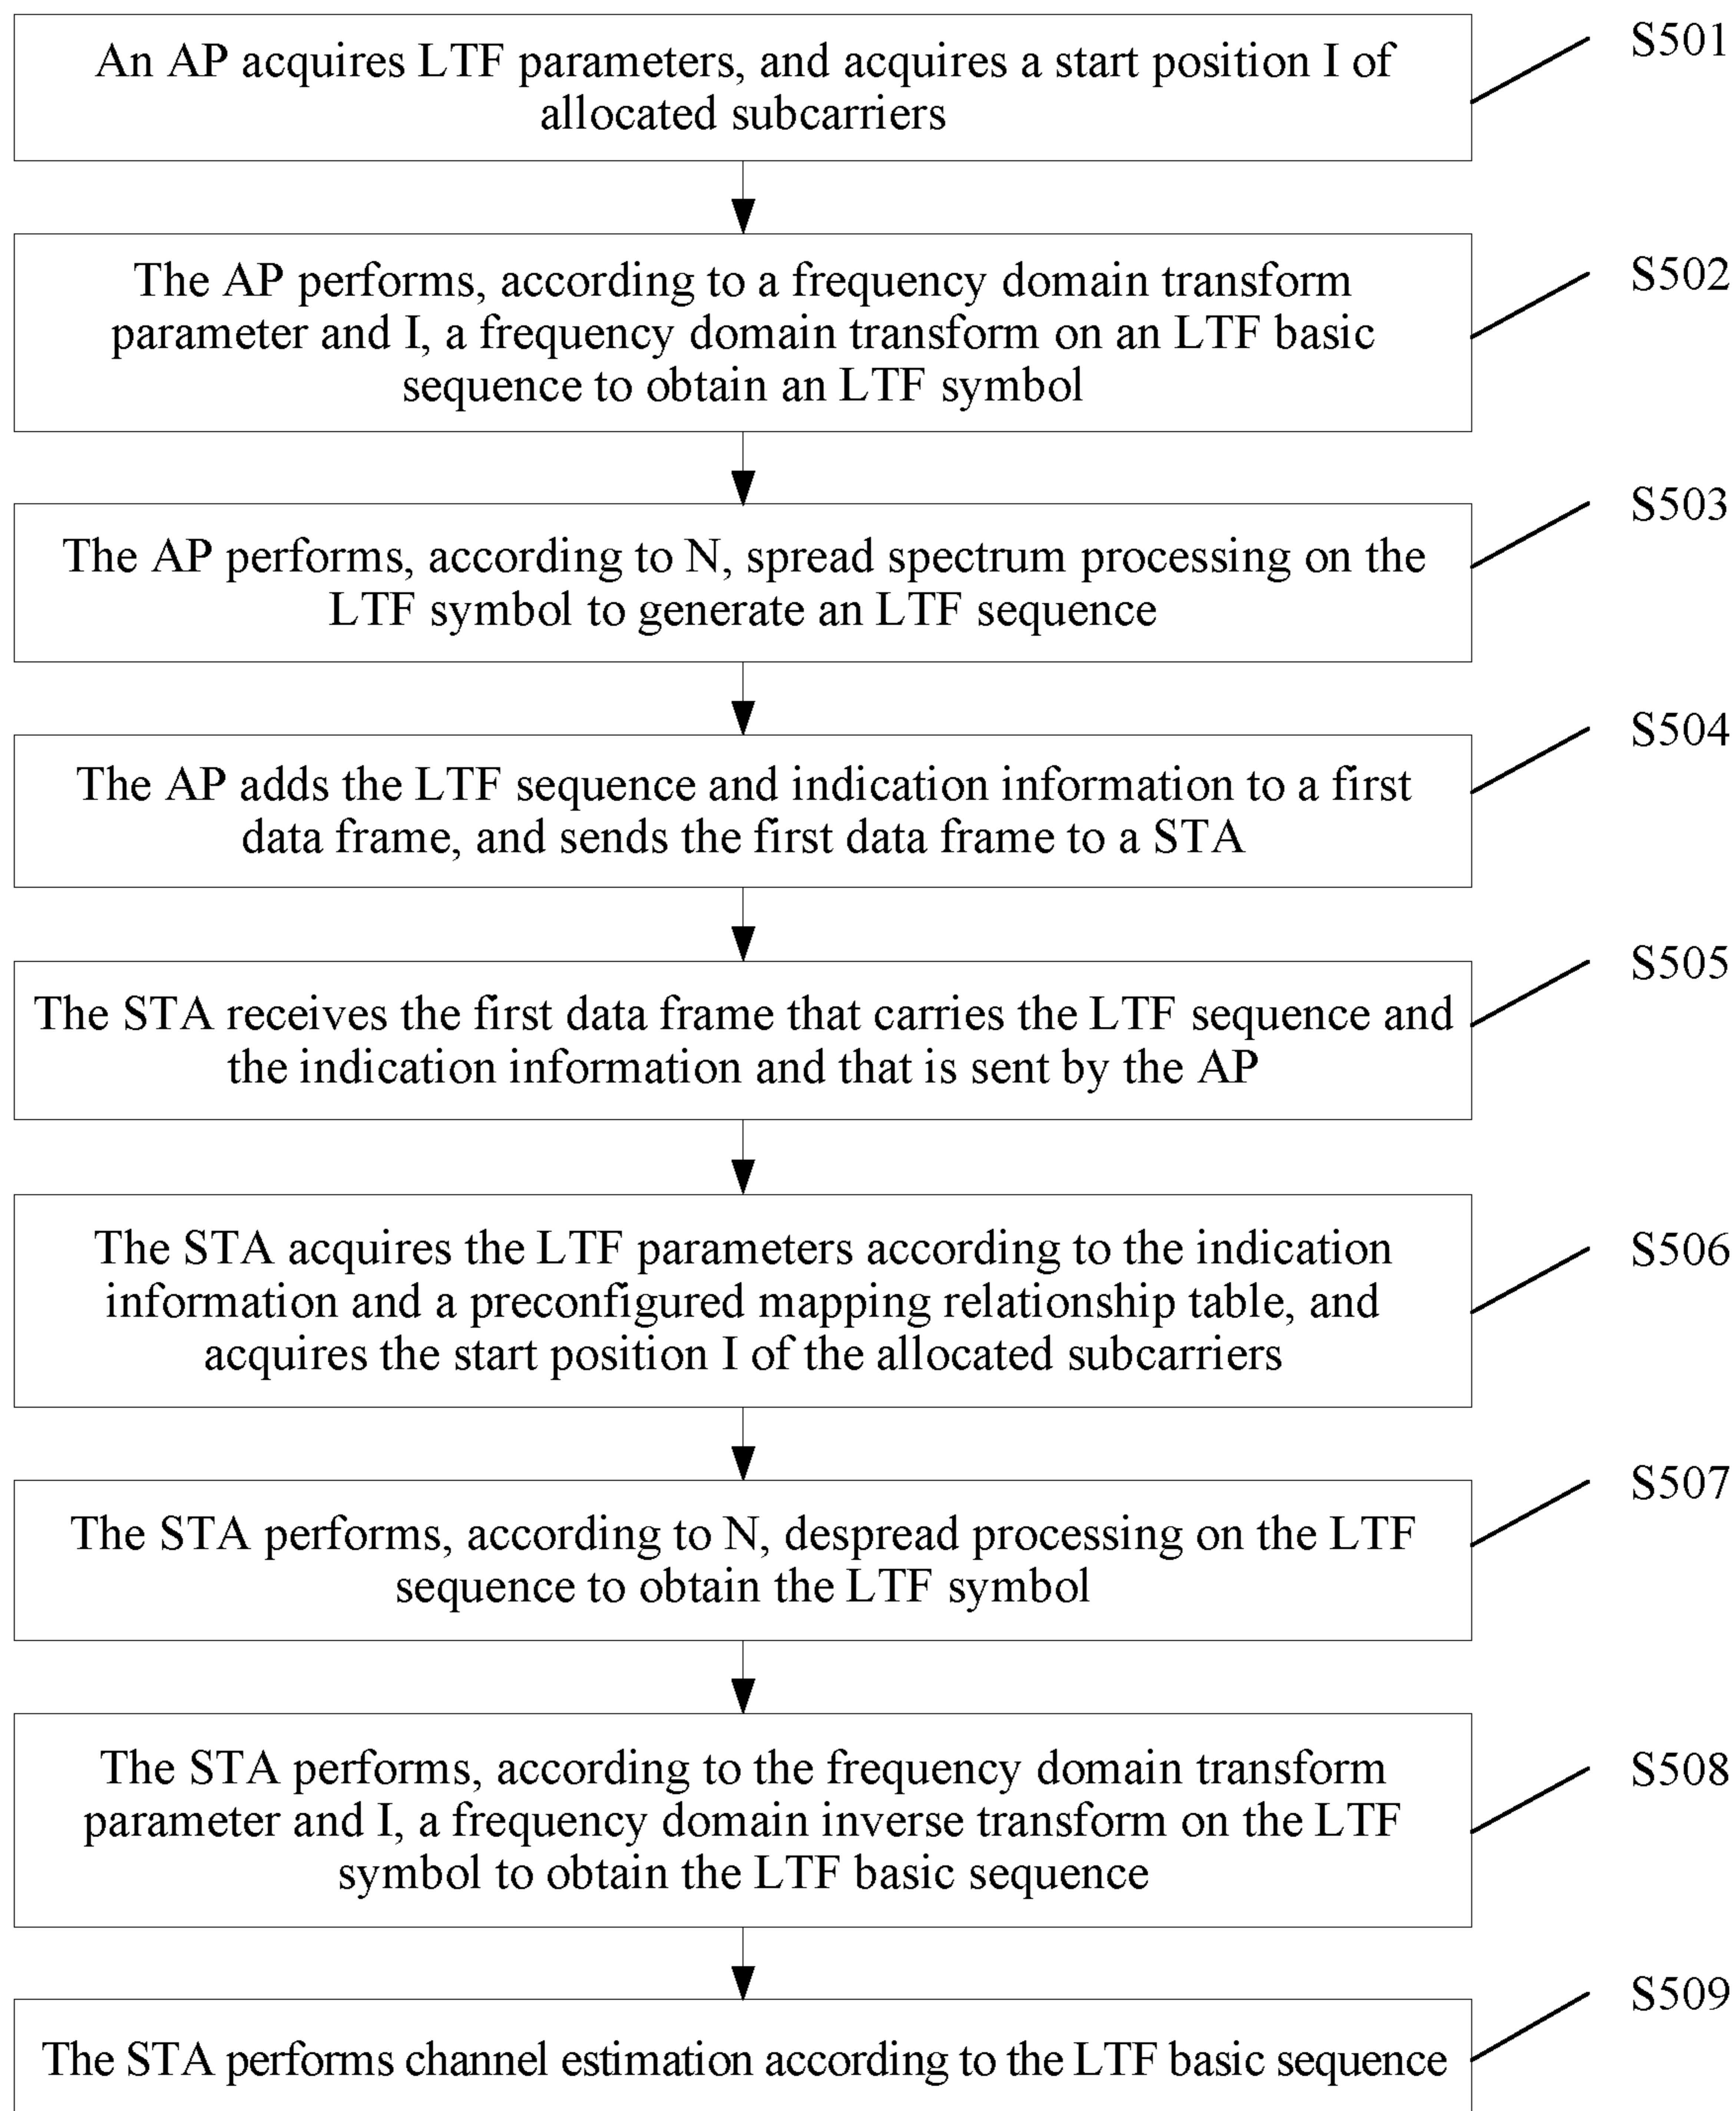 An AP acquires LTF parameters, and acquires a start position I of
allocated subcarriers
S501
The AP performs, according to a frequency domain transform
parameter and I, a frequency domain transform on an LTF basic
sequence to obtain an LTF symbol
S502
The AP performs, according to N, spread spectrum processing on the
LTF symbol to generate an LTF sequence
S503
The AP adds the LTF sequence and indication information to a first
data frame, and sends the first data frame to a STA
S504
The STA receives the first data frame that carries the LTF sequence and
the indication information and that is sent by the AP
S505
The STA acquires the LTF parameters according to the indication
information and a preconfigured mapping relationship table, and
acquires the start position I of the allocated subcarriers
S506
The STA performs, according to N, despread processing on the LTF
sequence to obtain the LTF symbol
S507
The STA performs, according to the frequency domain transform
parameter and I, a frequency domain inverse transform on the LTF
symbol to obtain the LTF basic sequence
S508
The STA performs channel estimation according to the LTF basic sequence
S509